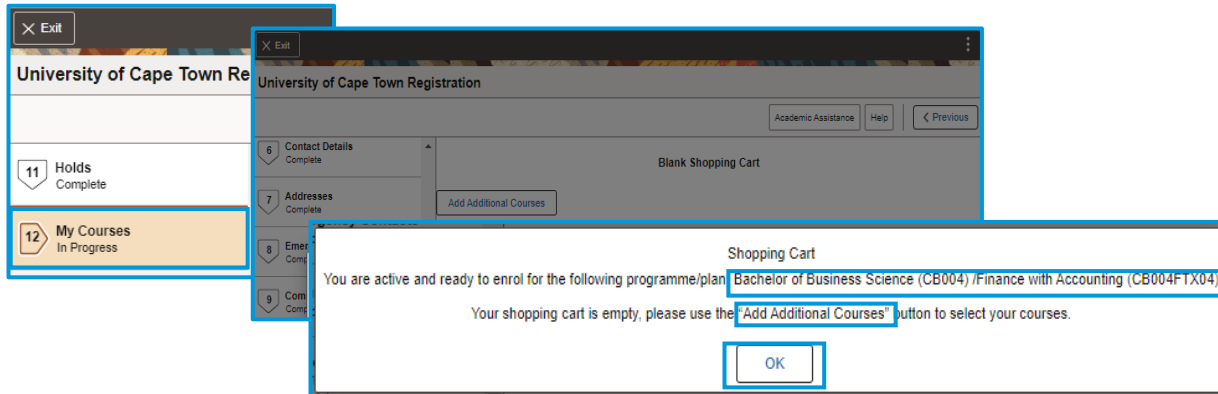 Exit
University of Cape Town Re
11 Holds
Complete
12 My Courses
In Progress
Exit
University of Cape Town Registration
Academic Assistance Help Previous
6 Contact Details
Complete
Blank Shopping Cart
7 Addresses
Complete
Add Additional Courses
8 Emer
Comp
9 Com
Comp
Shopping Cart
You are active and ready to enrol for the following programme/plan Bachelor of Business Science (CB004) /Finance with Accounting (CB004FTX04)
Your shopping cart is empty, please use the "Add Additional Courses" button to select your courses.
OK